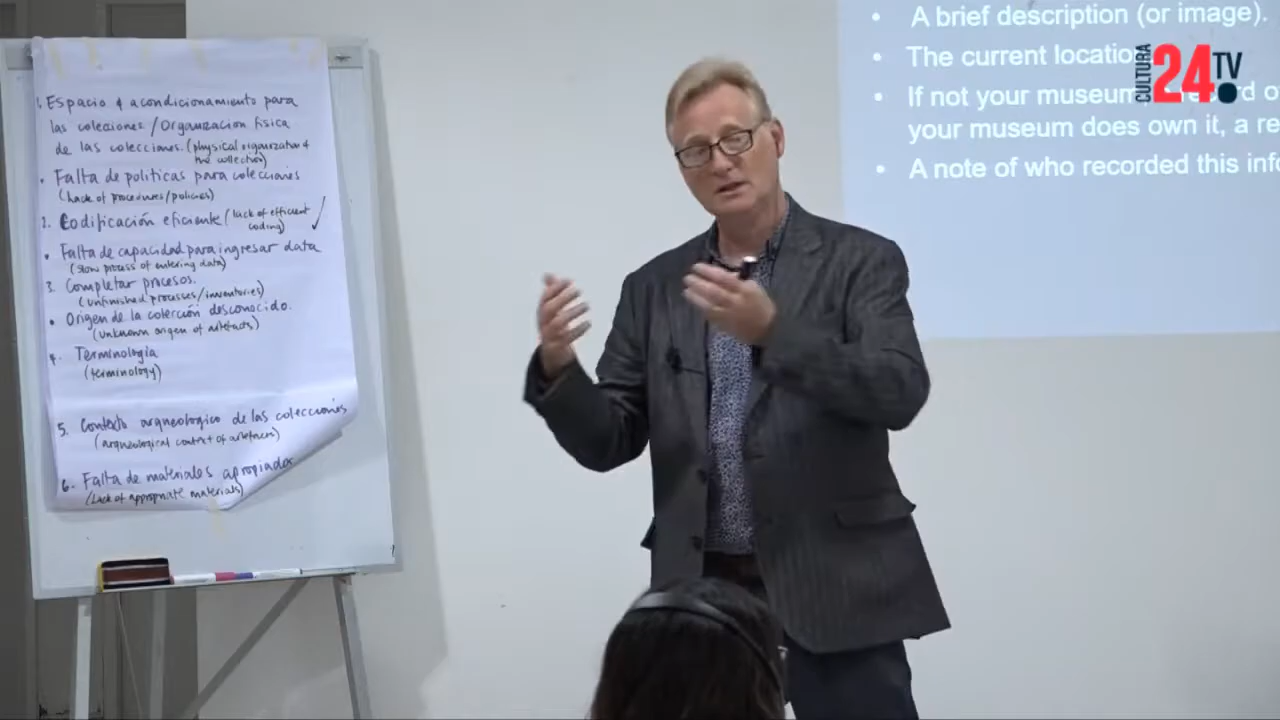 1. Espacio y acondicionamiento para
las colecciones / Organización física
de las colecciones. (physical organization of
the collection)
• Falta de políticas para colecciones
(Lack of procedures/policies)
2. Codificación eficiente / (lack of efficient
coding)
• Falta de capacidad para ingresar data
(slow process of entering data)
3. Completar procesos.
(unfinished processes/inventories)
• Origen de la colección desconocido.
(unknown origen of artefacts)
4. Terminología
(terminology)
5. Contexto arqueologico de las colecciones
(arqueological context of artefacts)
6. Falta de materiales apropiados
(Lack of appropriate materials)
• A brief description (or image).
• The current location
• If not your museum,
your museum does own it, a re
• A note of who recorded this info
CULTURA
24
TV